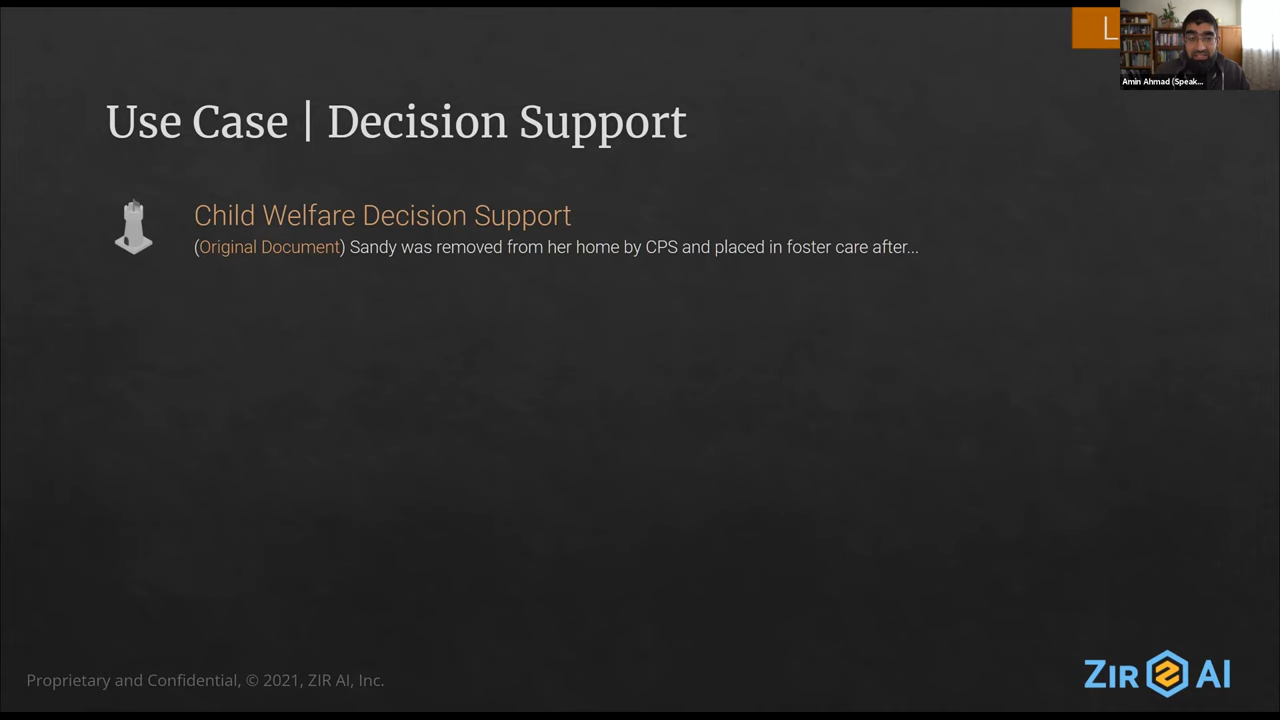 L
Amin Ahmad (Speak...
Use Case | Decision Support
Child Welfare Decision Support
(Original Document) Sandy was removed from her home by CPS and placed in foster care after...
Proprietary and Confidential, © 2021, ZIR AI, Inc.
ZIR AI